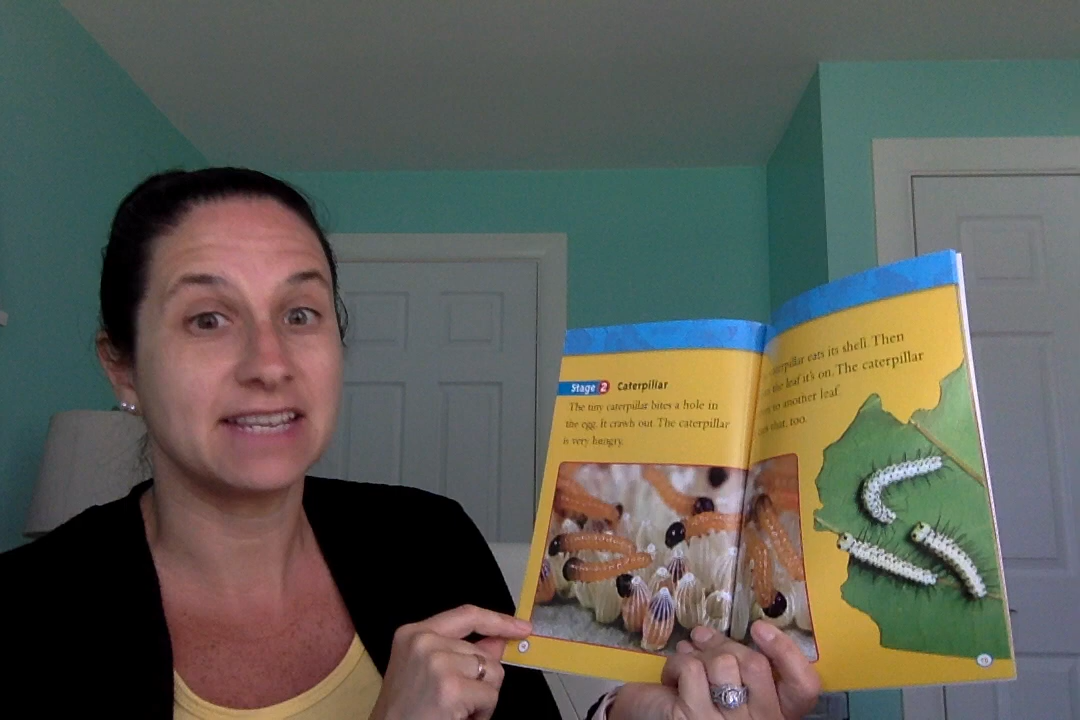 Stage 2 Caterpillar
The tiny caterpillar bites a hole in
the egg. It crawls out. The caterpillar
is very hungry.
caterpillar eats its shell. Then
the leaf it's on. The caterpillar
to another leaf
that, too.